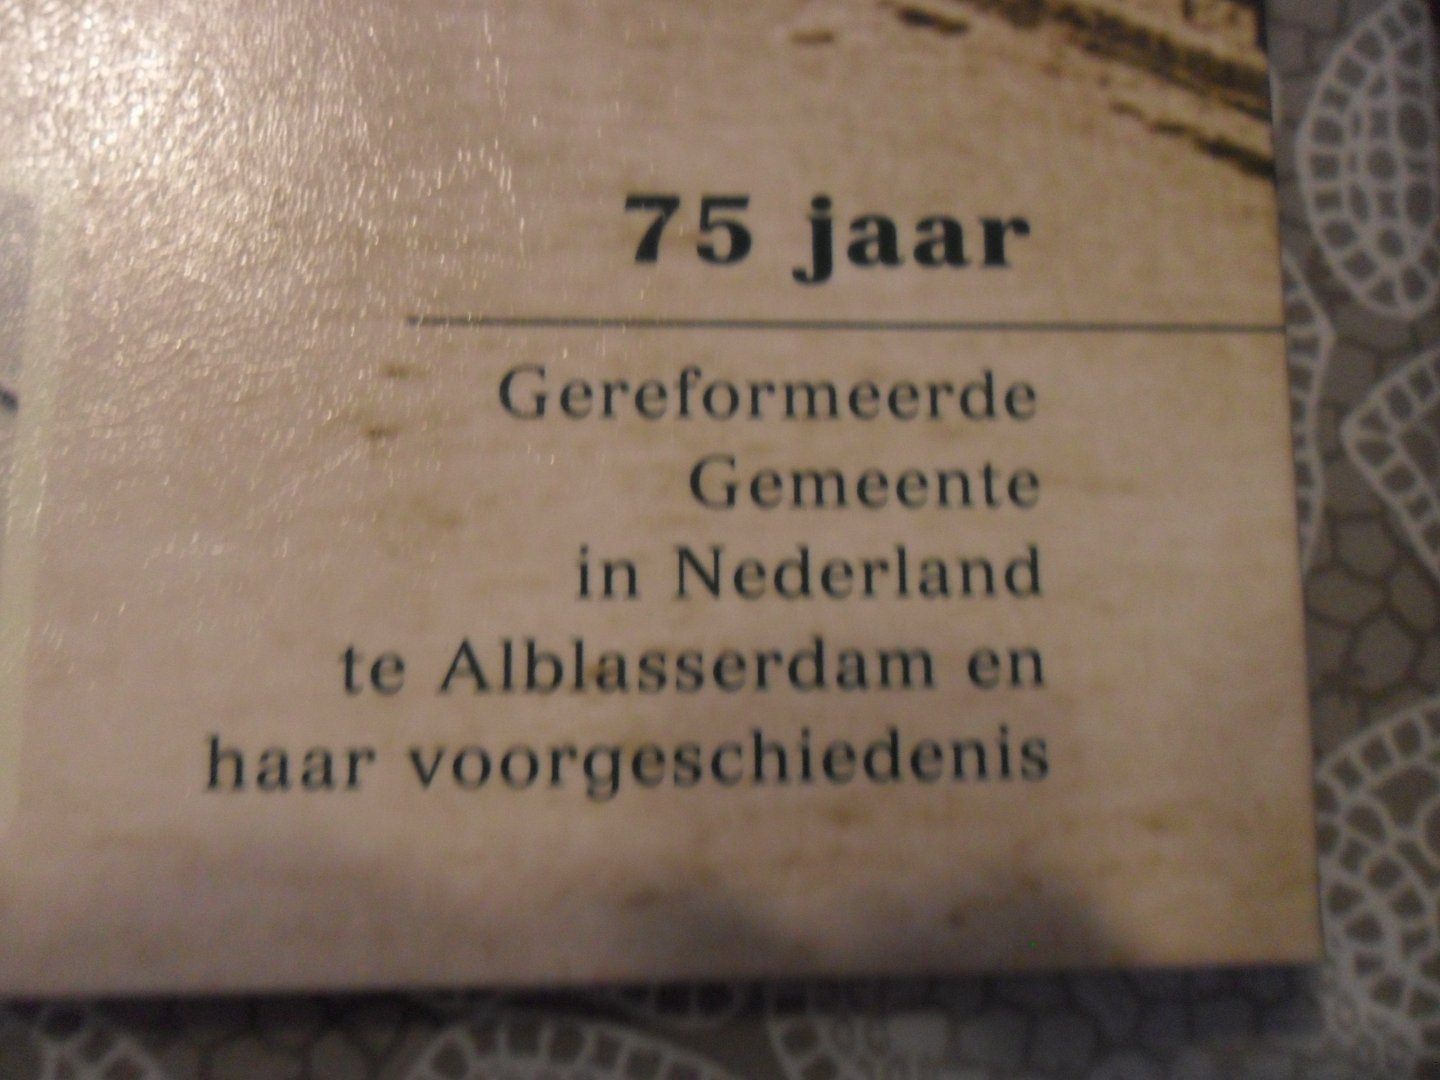 75 jaar
Gereformeerde
Gemeente
in Nederland
te Alblasserdam en
haar voorgeschiedenis